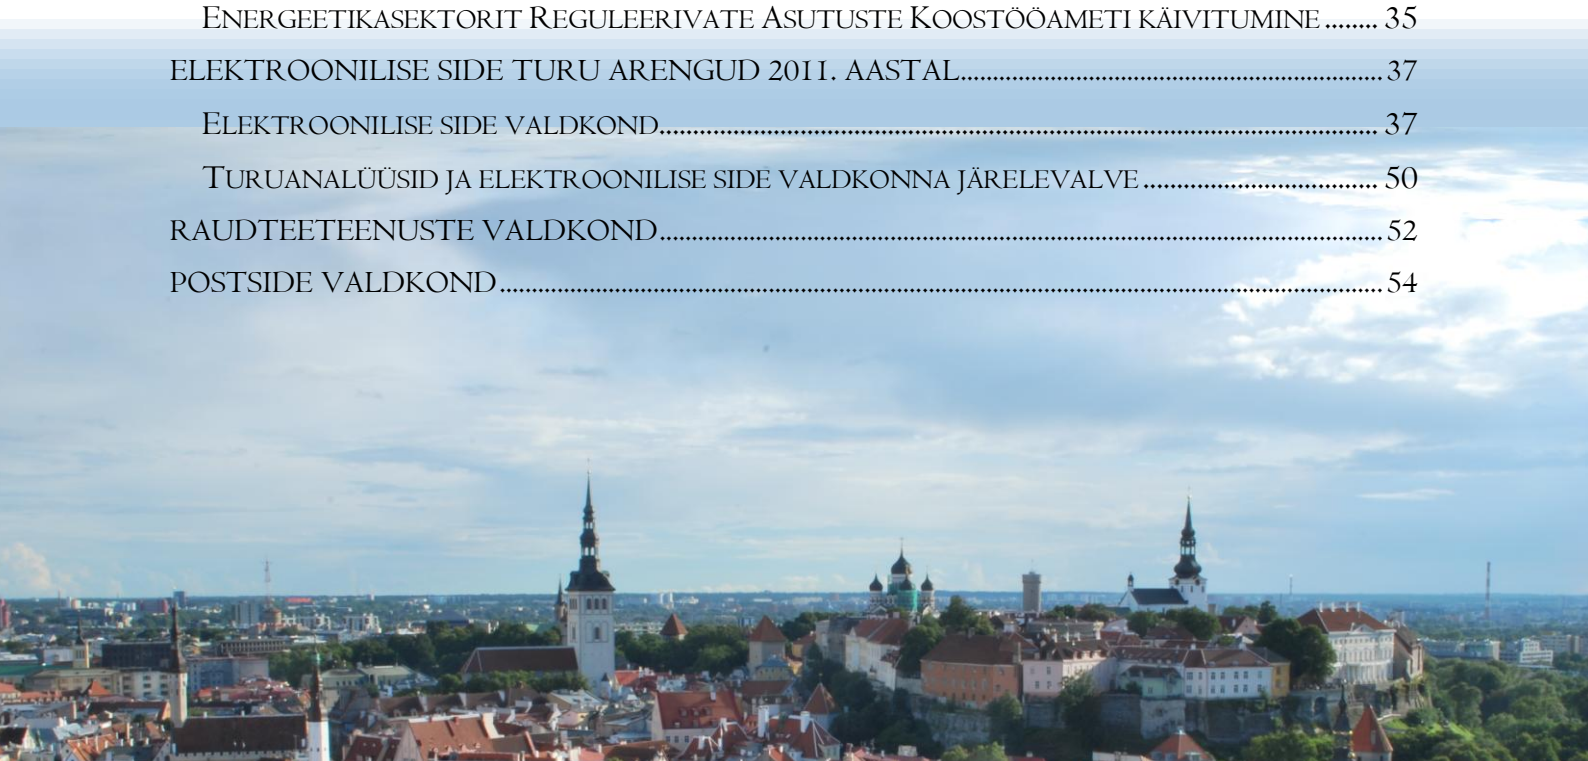 Energeetikasektorit Reguleerivate Asutuste Koostööameti käivitumine ........ 35
ELEKTROONILISE SIDE TURU ARENGUD 2011. AASTAL........................................................37
Elektroonilise side valdkond................................................................................................ 37
Turuanalüüsid ja elektroonilise side valdkonna järelevalve ................................ 50
RAUDTEETEENUSTE VALDKOND................................................................................................ 52
POSTSIDE VALDKOND ........................................................................................................................ 54